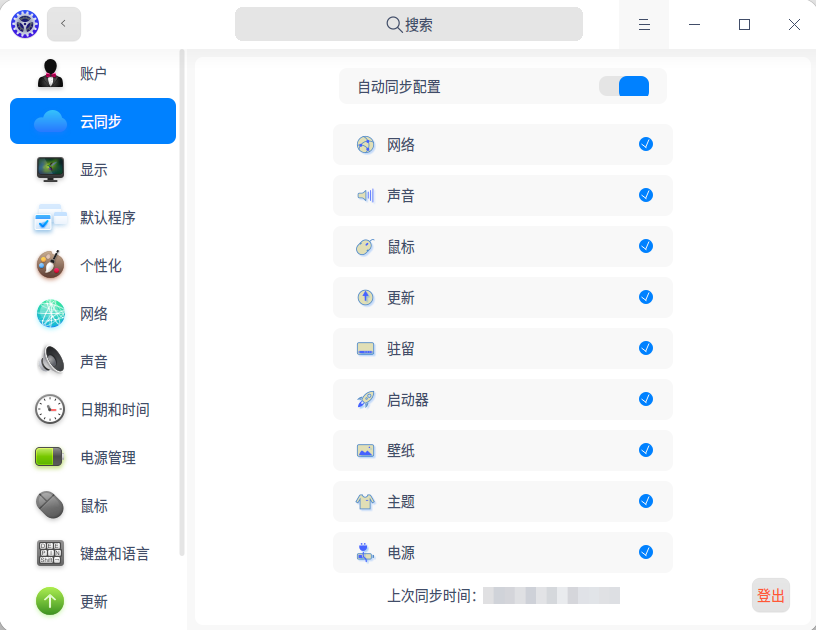 搜索
账户
云同步
显示
默认程序
个性化
网络
声音
日期和时间
电源管理
鼠标
键盘和语言
更新
自动同步配置
网络
声音
鼠标
更新
驻留
启动器
壁纸
主题
电源
上次同步时间：
登出